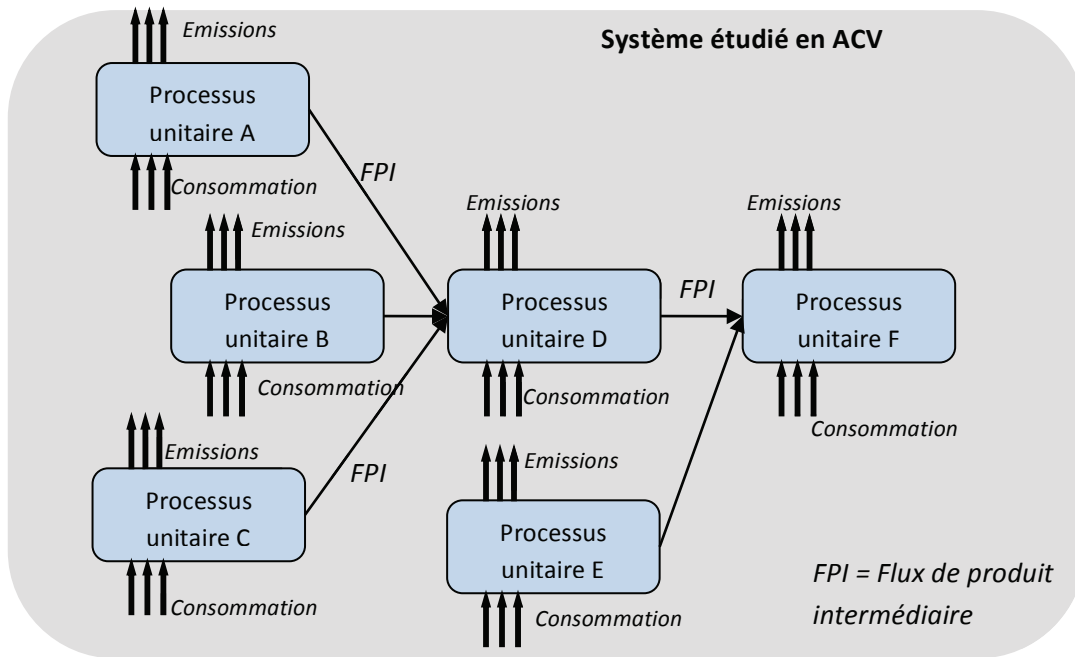 Système étudié en ACV
Emissions
Processus
unitaire A
Consommation
FPI
Emissions
Processus
unitaire B
Consommation
Emissions
Processus
unitaire C
Consommation
FPI
Emissions
Processus
unitaire D
Consommation
FPI
Emissions
Processus
unitaire E
Consommation
Emissions
Processus
unitaire F
Consommation
FPI = Flux de produit
intermédiaire